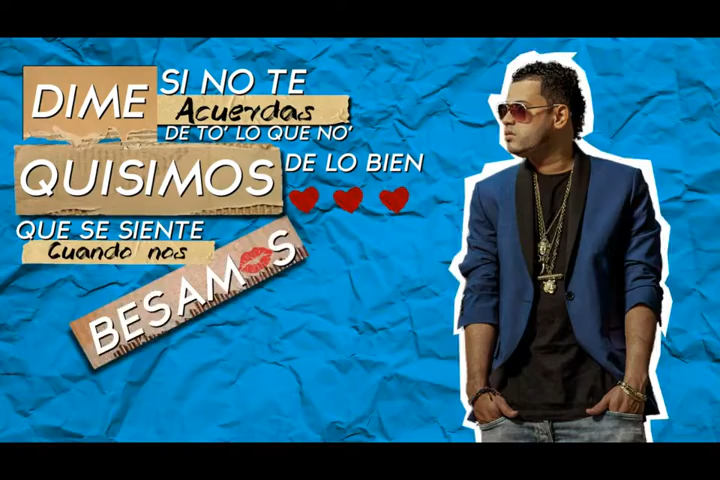 DIME SI NO TE
Acuerdas
DE TO' LO QUE NO'
QUISIMOS DE LO BIEN
QUE SE SIENTE
Cuando nos
BESAMOS